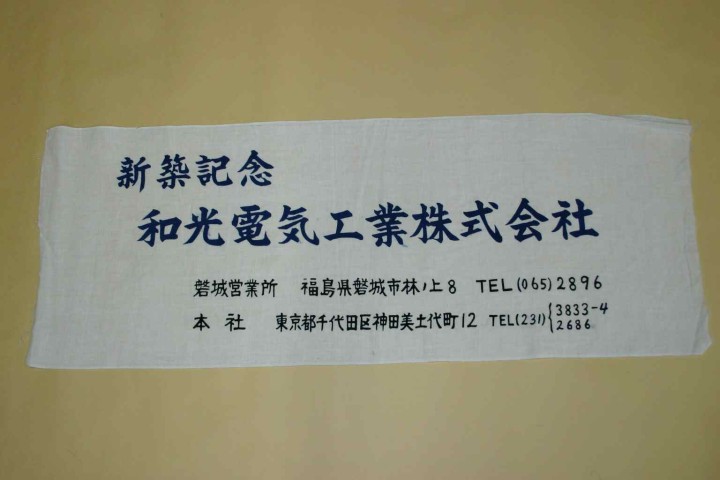 新築記念
和光電気工業株式会社
磐城営業所 福島県磐城市林ノ上8 TEL(065)2896
本社 東京都千代田区神田美土代町12 TEL(231){3833-4
2686